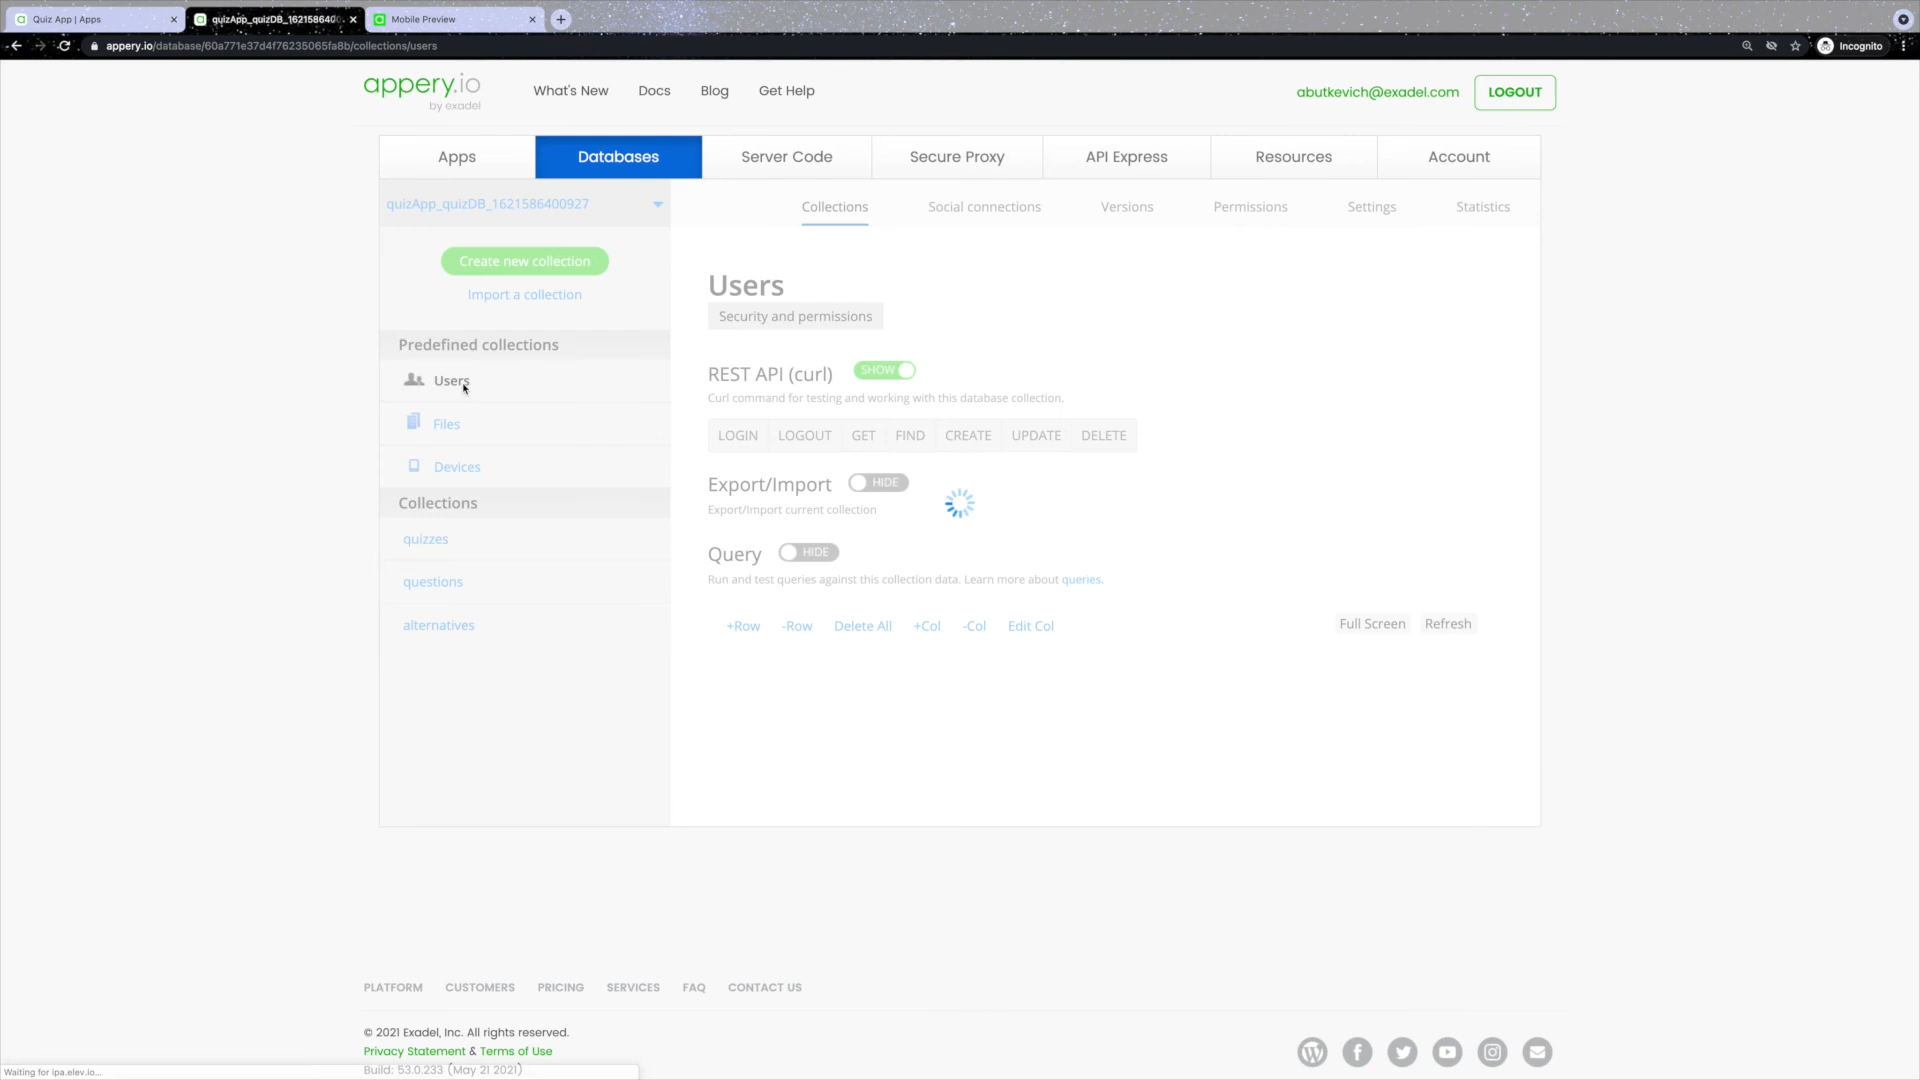 Quiz App | Apps
quizApp_quizDB_1621586400
Mobile Preview
appery.io/database/60a771e37d4f76235065fa8b/collections/users
Incognito
appery.io
by exadel
What's New Docs Blog Get Help
abutkevich@exadel.com
LOGOUT
Apps Databases Server Code Secure Proxy API Express Resources Account
quizApp_quizDB_1621586400927
Collections Social connections Versions Permissions Settings Statistics
Create new collection
Import a collection
Predefined collections
Users
Files
Devices
Collections
quizzes
questions
alternatives
Users
Security and permissions
REST API (curl) SHOW
Curl command for testing and working with this database collection.
LOGIN LOGOUT GET FIND CREATE UPDATE DELETE
Export/Import HIDE
Export/Import current collection
Query HIDE
Run and test queries against this collection data. Learn more about queries.
+Row -Row Delete All +Col -Col Edit Col Full Screen Refresh
PLATFORM CUSTOMERS PRICING SERVICES FAQ CONTACT US
© 2021 Exadel, Inc. All rights reserved.
Privacy Statement & Terms of Use
Build: 53.0.233 (May 21 2021)
Waiting for ipa.elev.io...